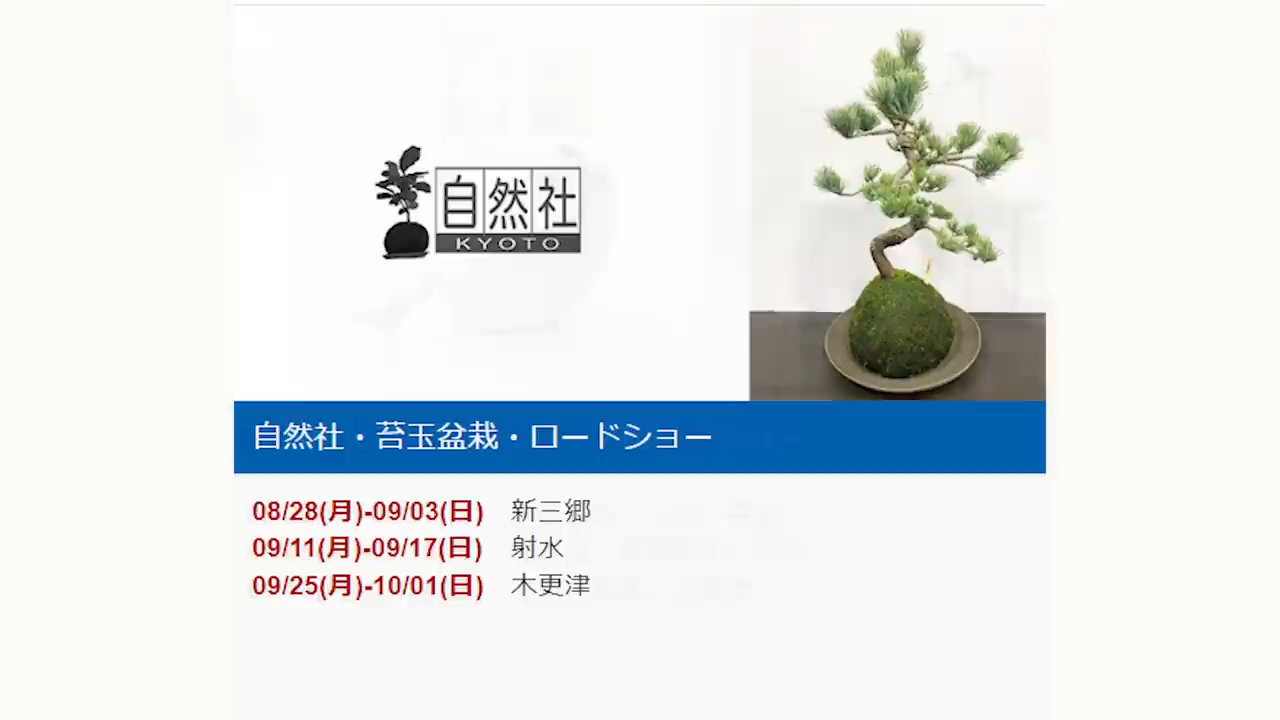 自然社
KYOTO
自然社・苔玉盆栽・ロードショー
08/28(月)-09/03(日) 新三郷
09/11(月)-09/17(日) 射水
09/25(月)-10/01(日) 木更津